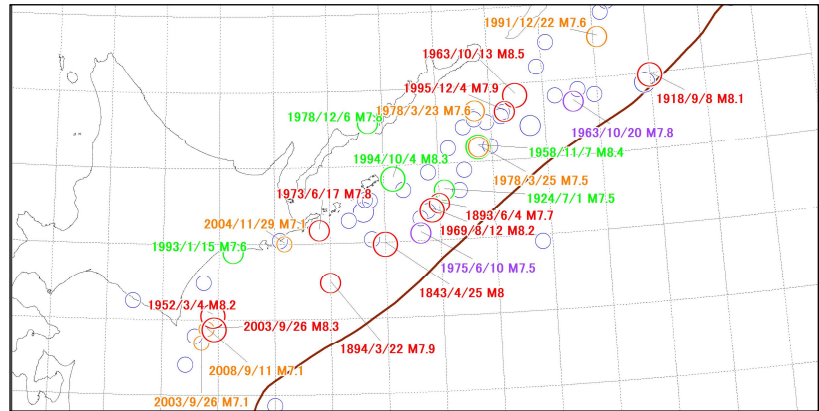 1991/12/22 M7.6
1963/10/13 M8.5
1995/12/4 M7.9
1918/9/8 M8.1
1978/3/23 M7.6
1978/12/6 M7.8
1963/10/20 M7.8
1958/11/7 M8.4
1994/10/4 M8.3
1978/3/25 M7.5
1973/6/17 M7.8
1924/7/1 M7.5
1893/6/4 M7.7
2004/11/29 M7.1
1969/8/12 M8.2
1993/1/15 M7.6
1975/6/10 M7.5
1843/4/25 M8
1952/3/4 M8.2
2003/9/26 M8.3
1894/3/22 M7.9
2008/9/11 M7.1
2003/9/26 M7.1